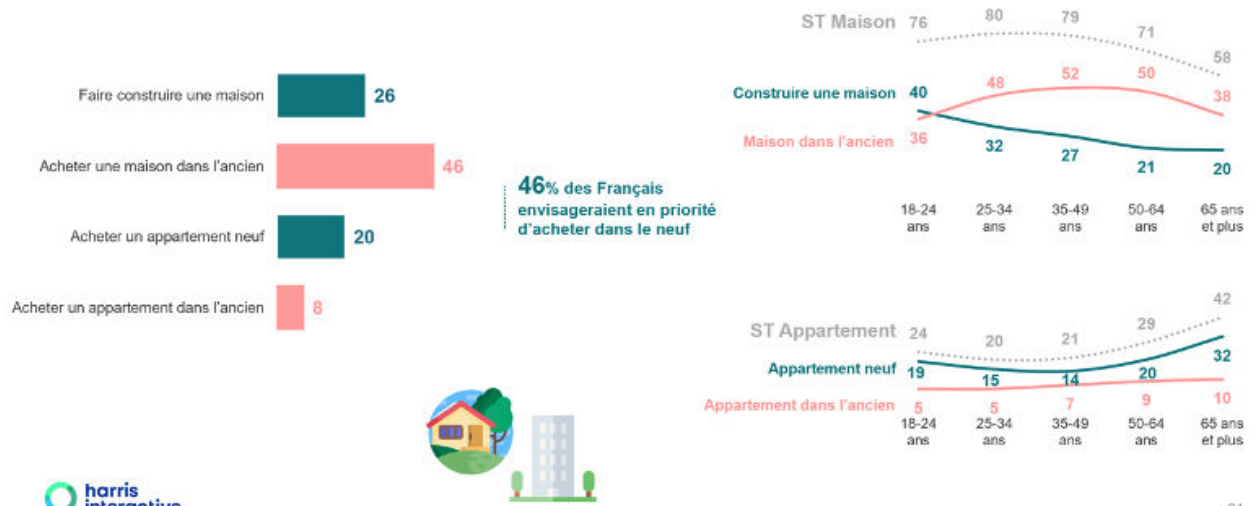 Faire construire une maison
26
Acheter une maison dans l'ancien
46
Acheter un appartement neuf
20
Acheter un appartement dans l'ancien
8
46% des Français
envisageraient en priorité
d'acheter dans le neuf
ST Maison 76 80 79 71 58
Construire une maison 40 32 27 21 20
Maison dans l'ancien 36 48 52 50 38
18-24 25-34 35-49 50-64 65 ans
ans ans ans ans et plus
ST Appartement 24 20 21 29 42
Appartement neuf 19 15 14 20 32
Appartement dans l'ancien 5 5 7 9 10
18-24 25-34 35-49 50-64 65 ans
ans ans ans ans et plus
harris
interactive